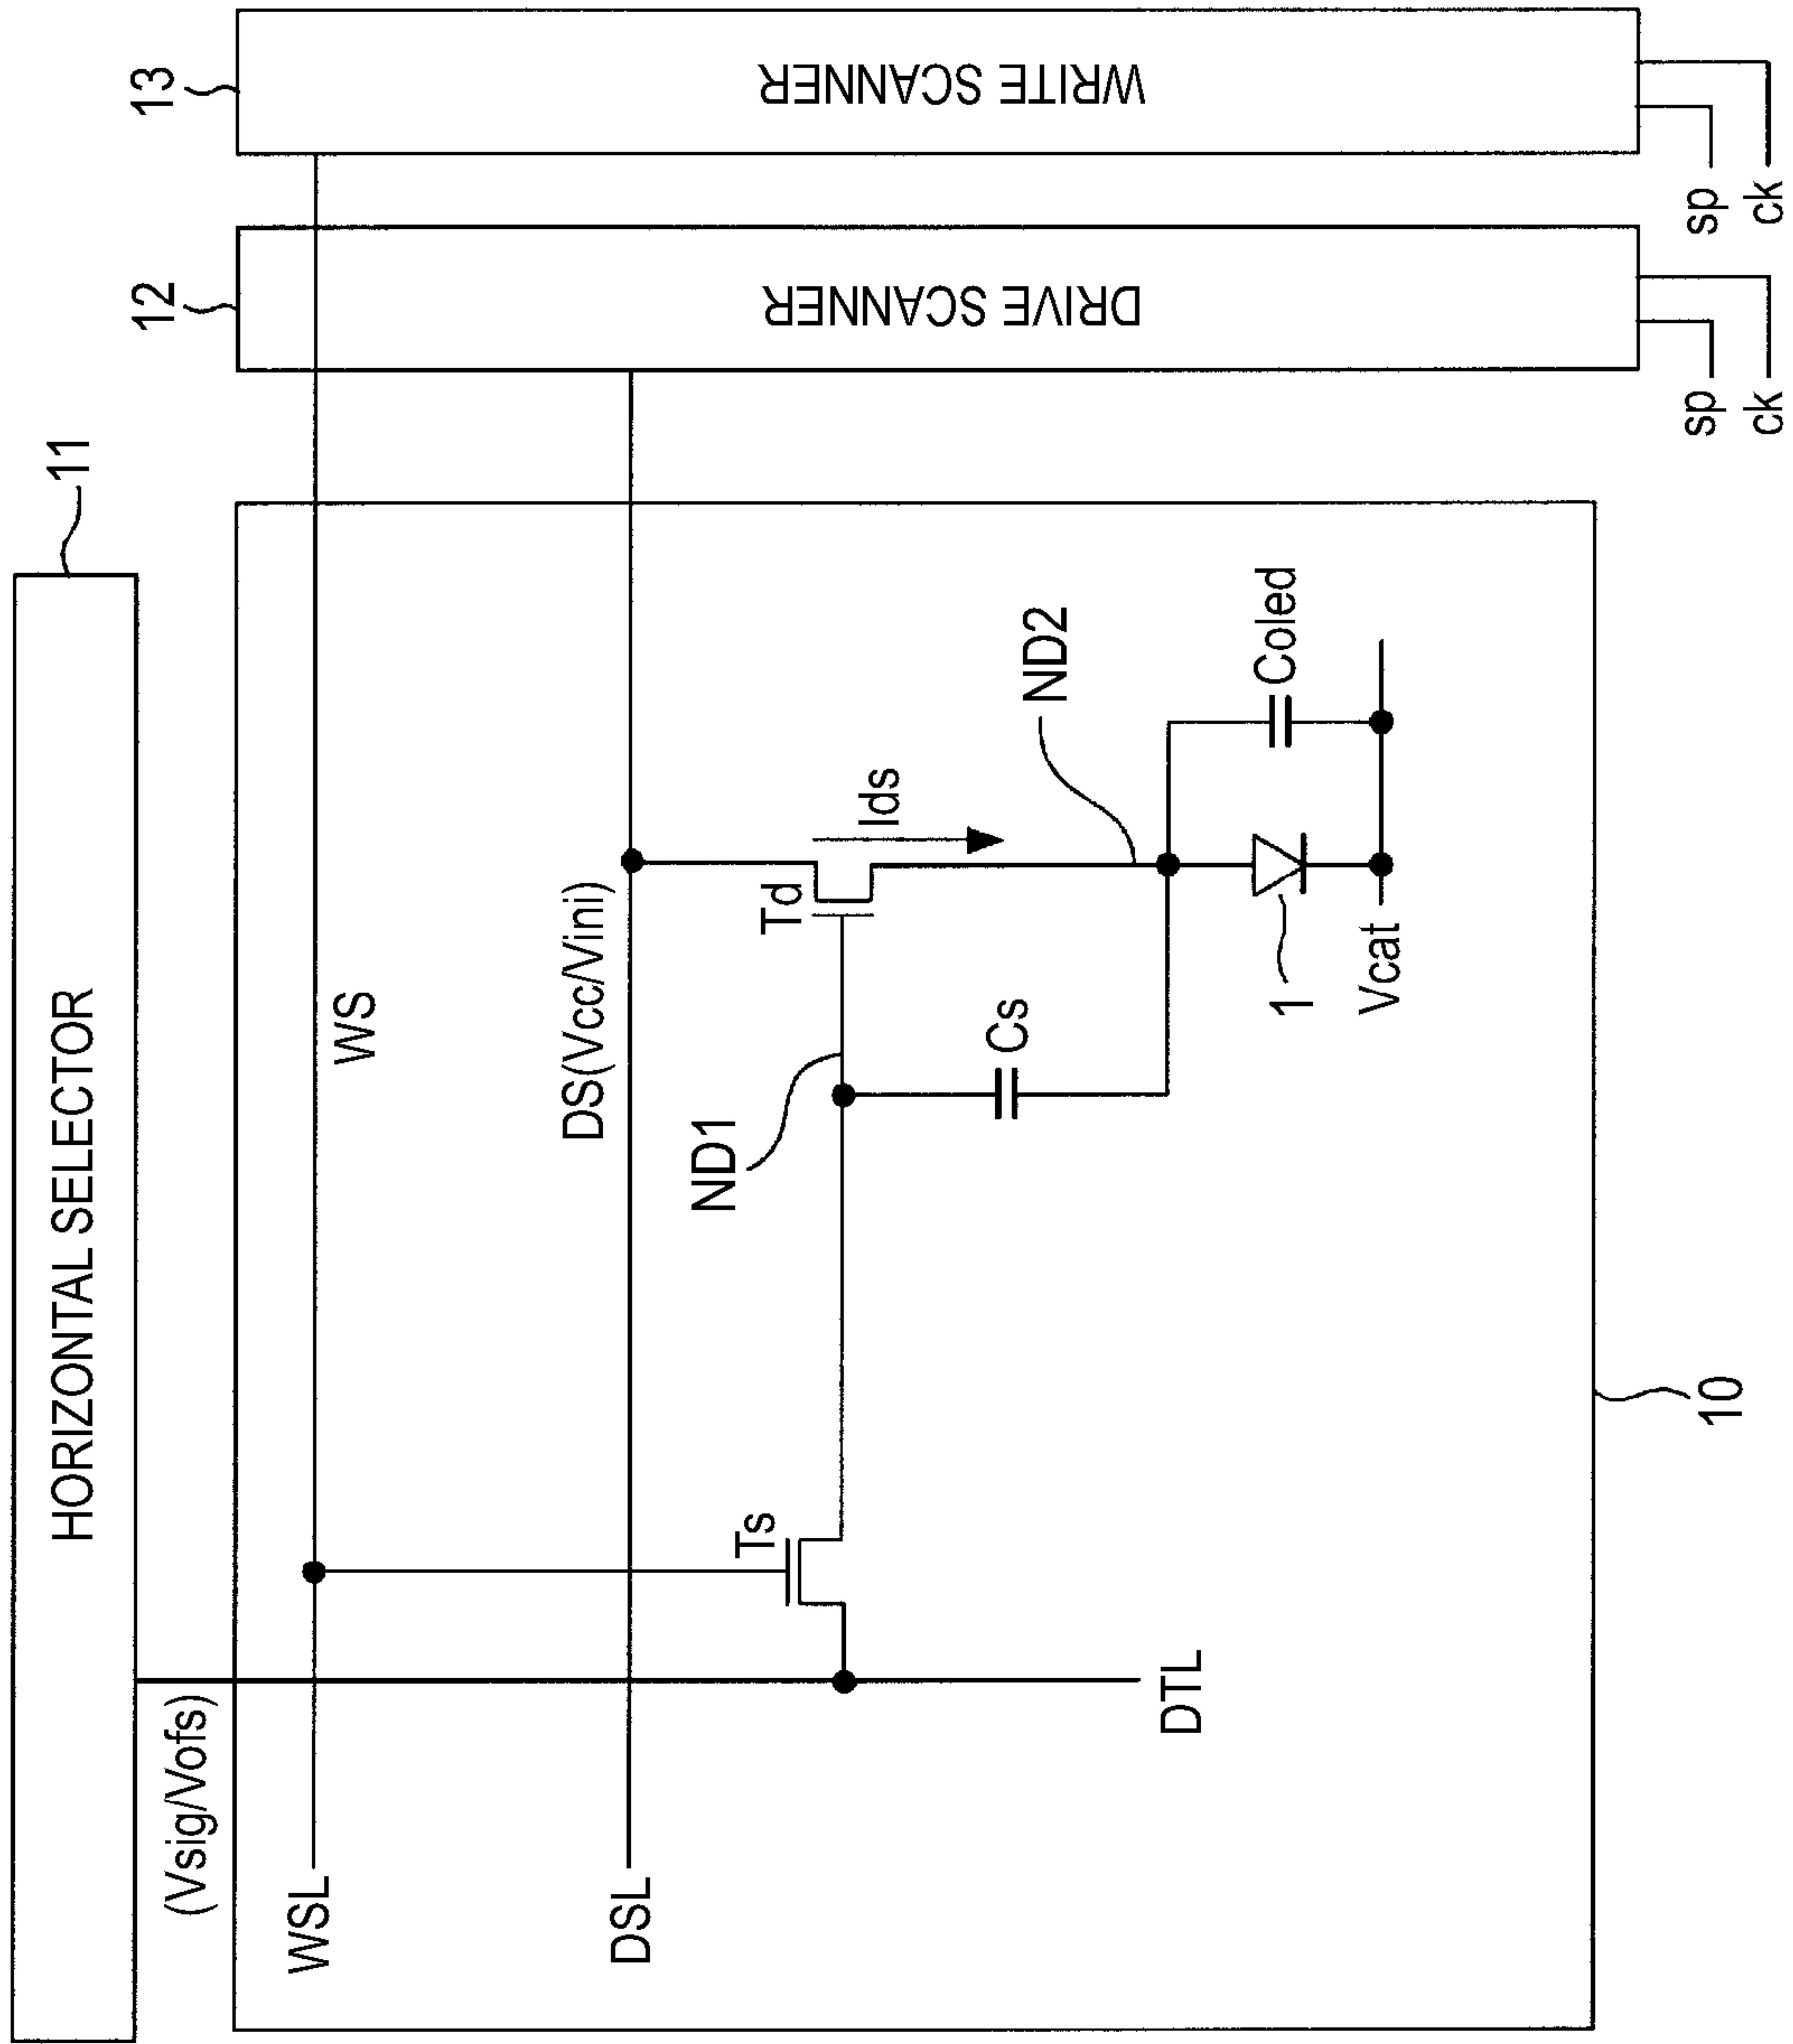 11
HORIZONTAL SELECTOR
12
13
(Vsig/Vofs)
WSL
WS
DSL
DS(Vcc/Vini)
DRIVE SCANNER
WRITE SCANNER
Ts
ND1
Td
Ids
Cs
ND2
DTL
1
Coled
Vcat
10
sp
ck
sp
ck